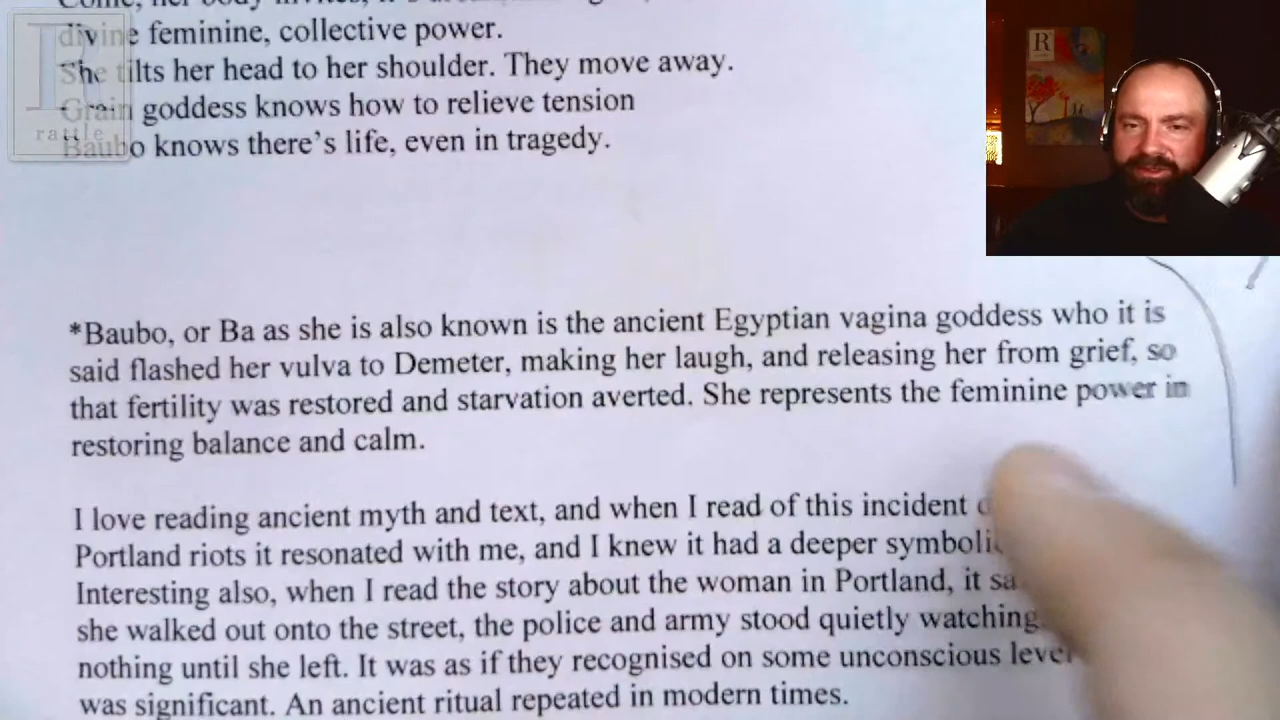 divine feminine, collective power.
She tilts her head to her shoulder. They move away.
Grain goddess knows how to relieve tension
Baubo knows there's life, even in tragedy.
R
rattle
R
*Baubo, or Ba as she is also known is the ancient Egyptian vagina goddess who it is
said flashed her vulva to Demeter, making her laugh, and releasing her from grief, so
that fertility was restored and starvation averted. She represents the feminine power in
restoring balance and calm.
I love reading ancient myth and text, and when I read of this incident
Portland riots it resonated with me, and I knew it had a deeper
Interesting also, when I read the story about the woman in Portland, it
she walked out onto the street, the police and army stood quietly watching
nothing until she left. It was as if they recognised on some unconscious level
was significant. An ancient ritual repeated in modern times.